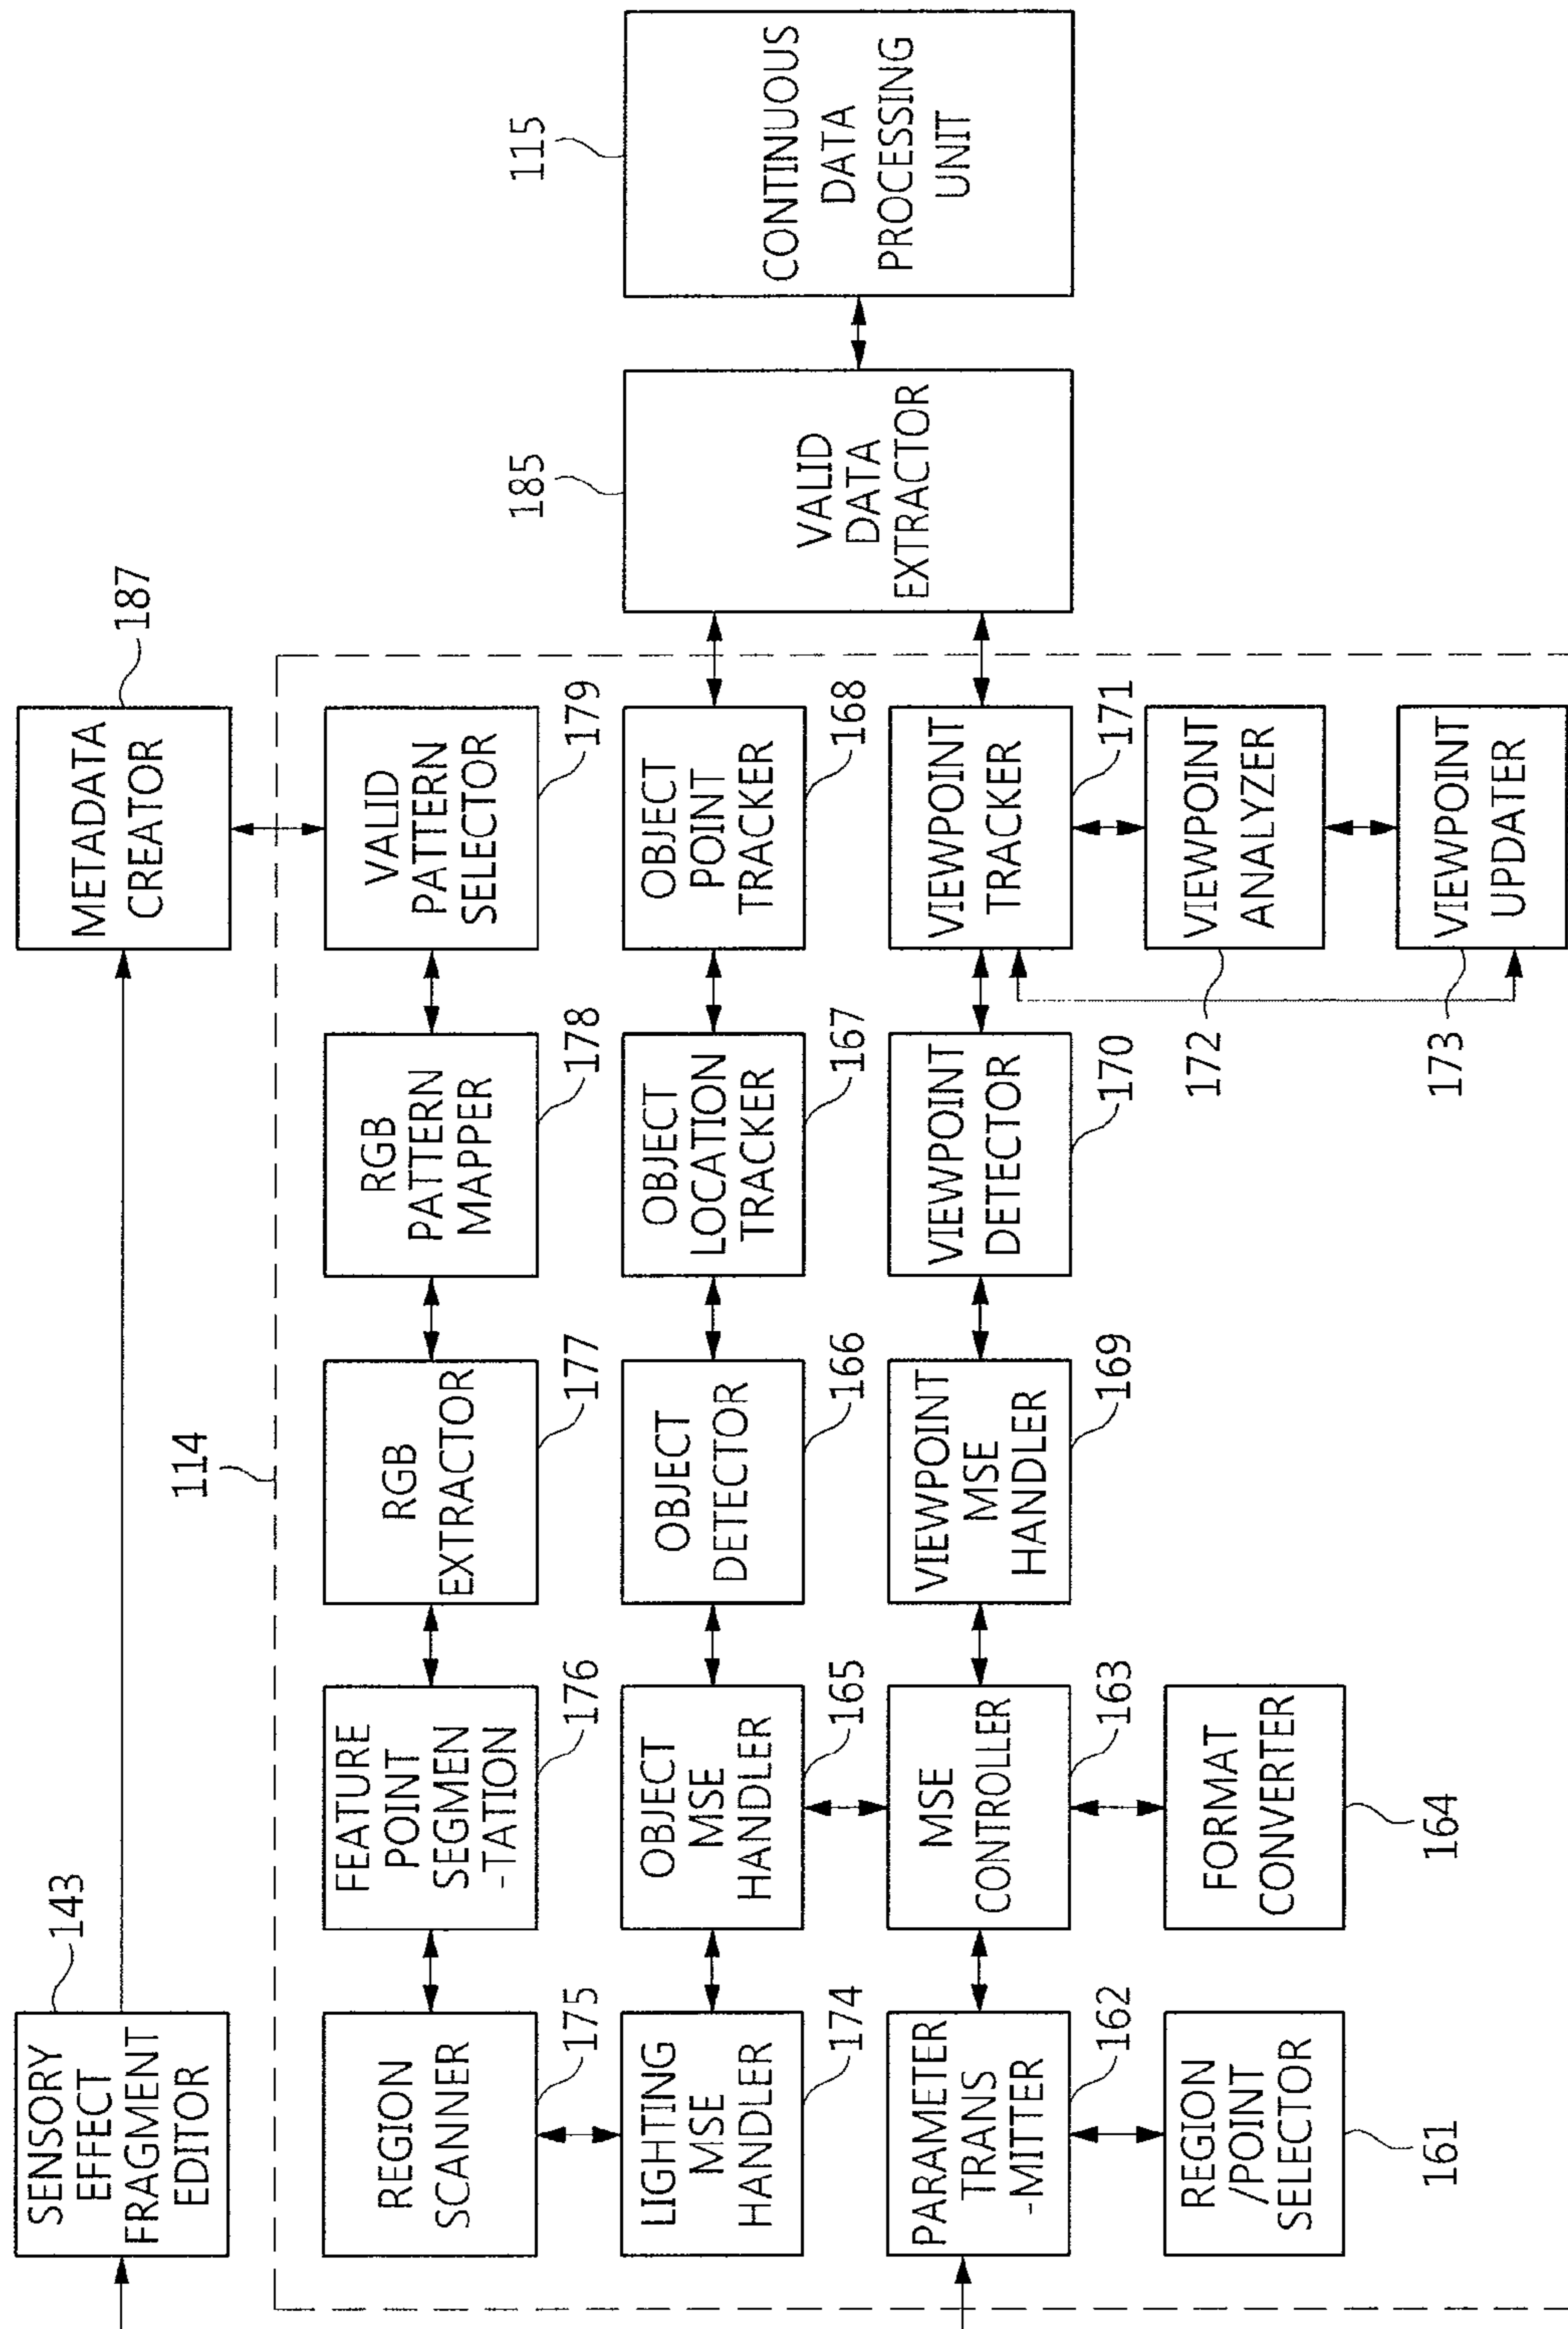 143
SENSORY
EFFECT
FRAGMENT
EDITOR
METADATA
CREATOR
187
114
REGION
SCANNER
175
FEATURE
POINT
SEGMEN
-TATION
176
RGB
EXTRACTOR
177
RGB
PATTERN
MAPPER
178
VALID
PATTERN
SELECTOR
179
LIGHTING
MSE
HANDLER
174
OBJECT
MSE
HANDLER
165
OBJECT
DETECTOR
166
OBJECT
LOCATION
TRACKER
167
OBJECT
POINT
TRACKER
168
185
VALID
DATA
EXTRACTOR
115
CONTINUOUS
DATA
PROCESSING
UNIT
PARAMETER
TRANS
-MITTER
162
MSE
CONTROLLER
163
VIEWPOINT
MSE
HANDLER
169
VIEWPOINT
DETECTOR
170
VIEWPOINT
TRACKER
171
REGION
/POINT
SELECTOR
161
FORMAT
CONVERTER
164
VIEWPOINT
ANALYZER
172
VIEWPOINT
UPDATER
173